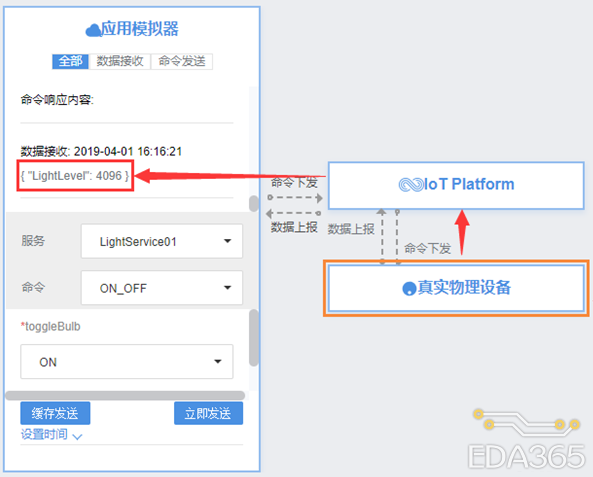 应用模拟器
全部 数据接收 命令发送
命令响应内容:
数据接收: 2019-04-01 16:16:21
{ "LightLevel": 4096 }
服务 LightService01
命令 ON_OFF
*toggleBulb
ON
缓存发送 立即发送
设置时间
IoT Platform
命令下发
数据上报
数据上报
命令下发
真实物理设备
EDA365